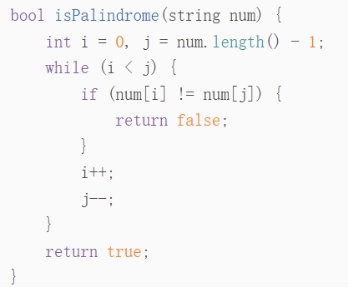 bool isPalindrome(string num) {
    int i = 0, j = num.length() - 1;
    while (i < j) {
        if (num[i] != num[j]) {
            return false;
        }
        i++;
        j--;
    }
    return true;
}